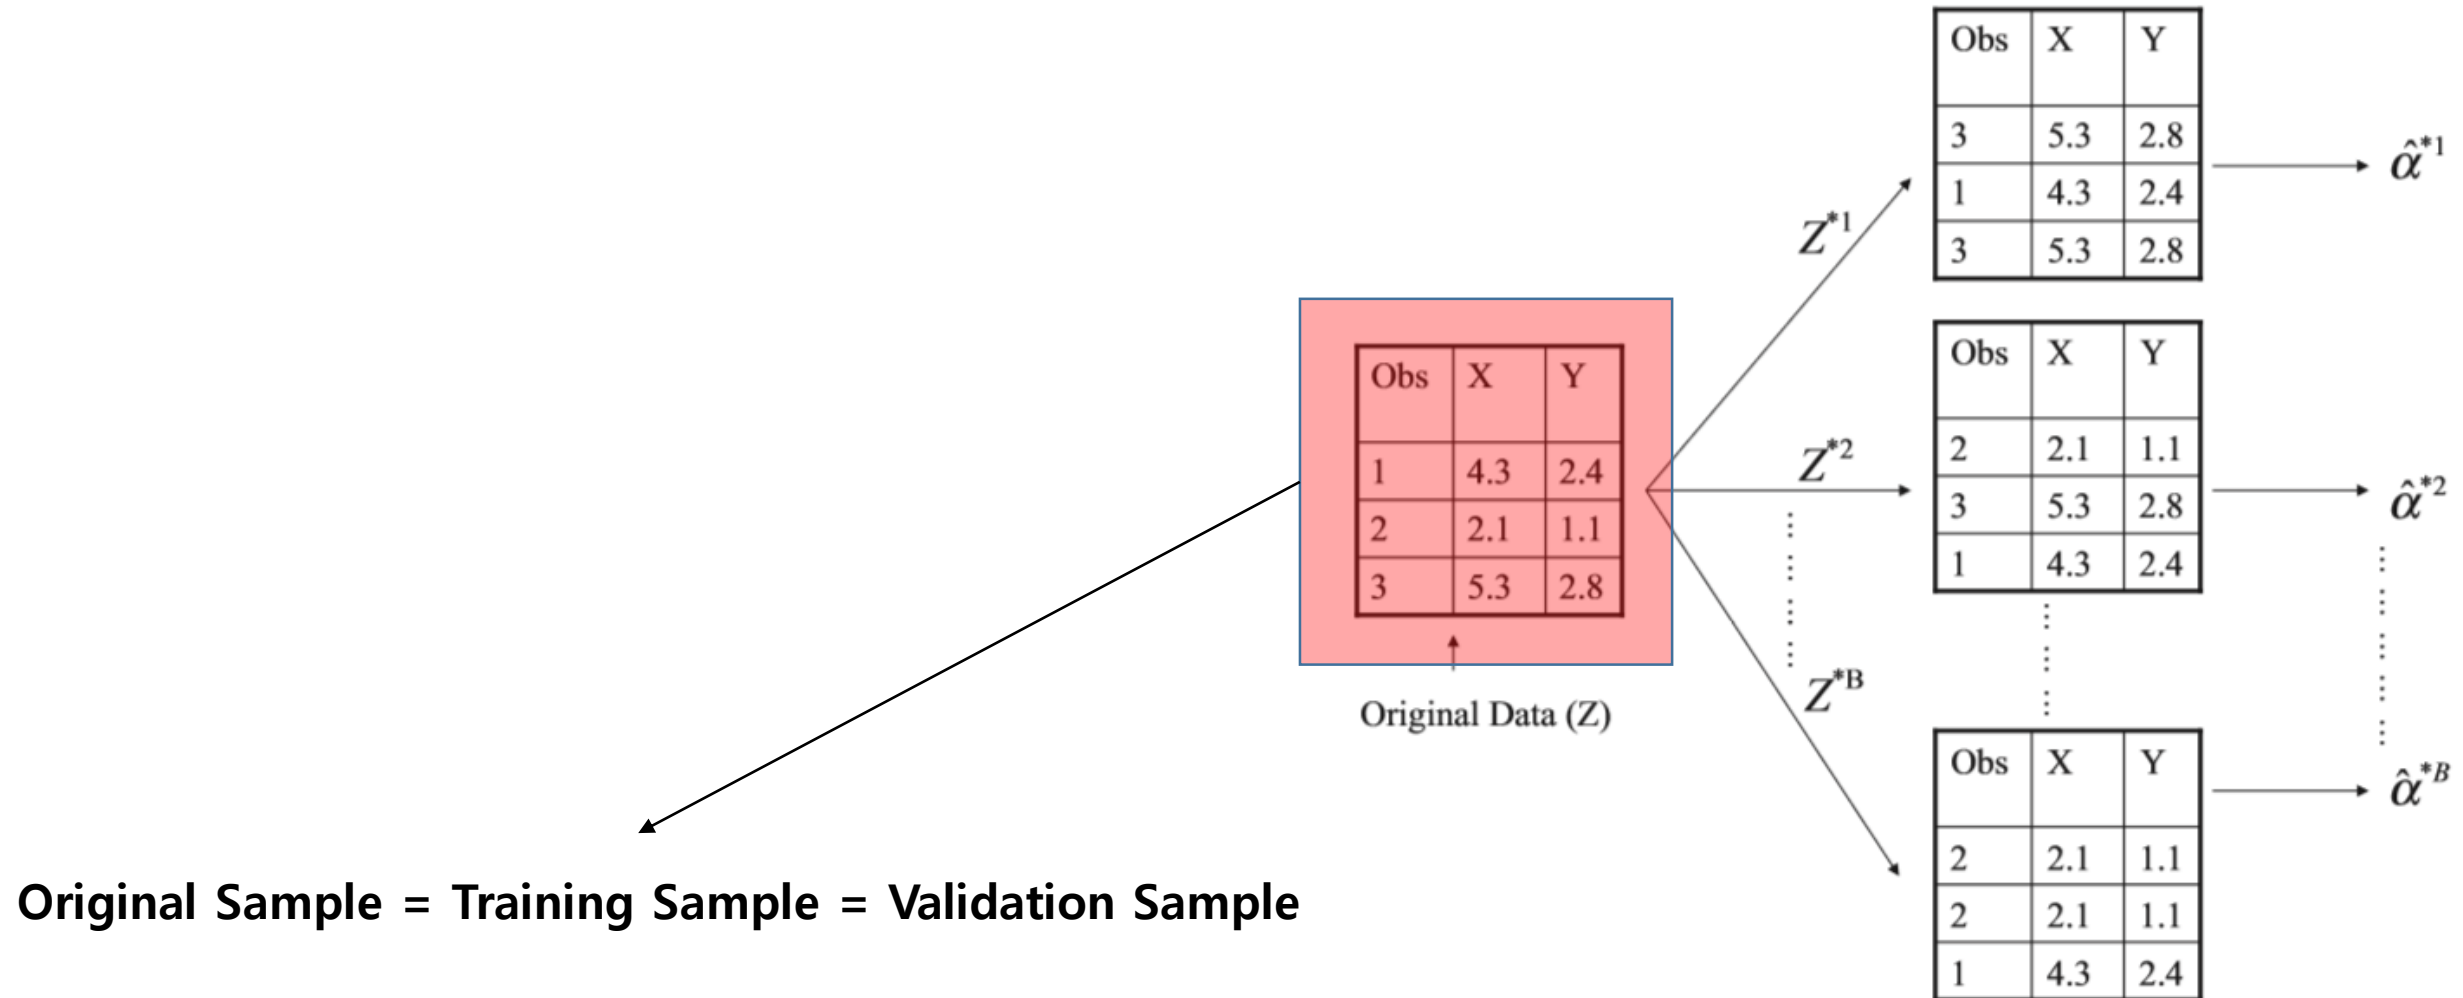 Obs X Y
3 5.3 2.8
1 4.3 2.4
3 5.3 2.8
α̂*1
Z*1
Obs X Y
2 2.1 1.1
3 5.3 2.8
1 4.3 2.4
α̂*2
Z*2
Obs X Y
1 4.3 2.4
2 2.1 1.1
3 5.3 2.8
Original Data (Z)
Z*B
Obs X Y
2 2.1 1.1
2 2.1 1.1
1 4.3 2.4
α̂*B
Original Sample = Training Sample = Validation Sample